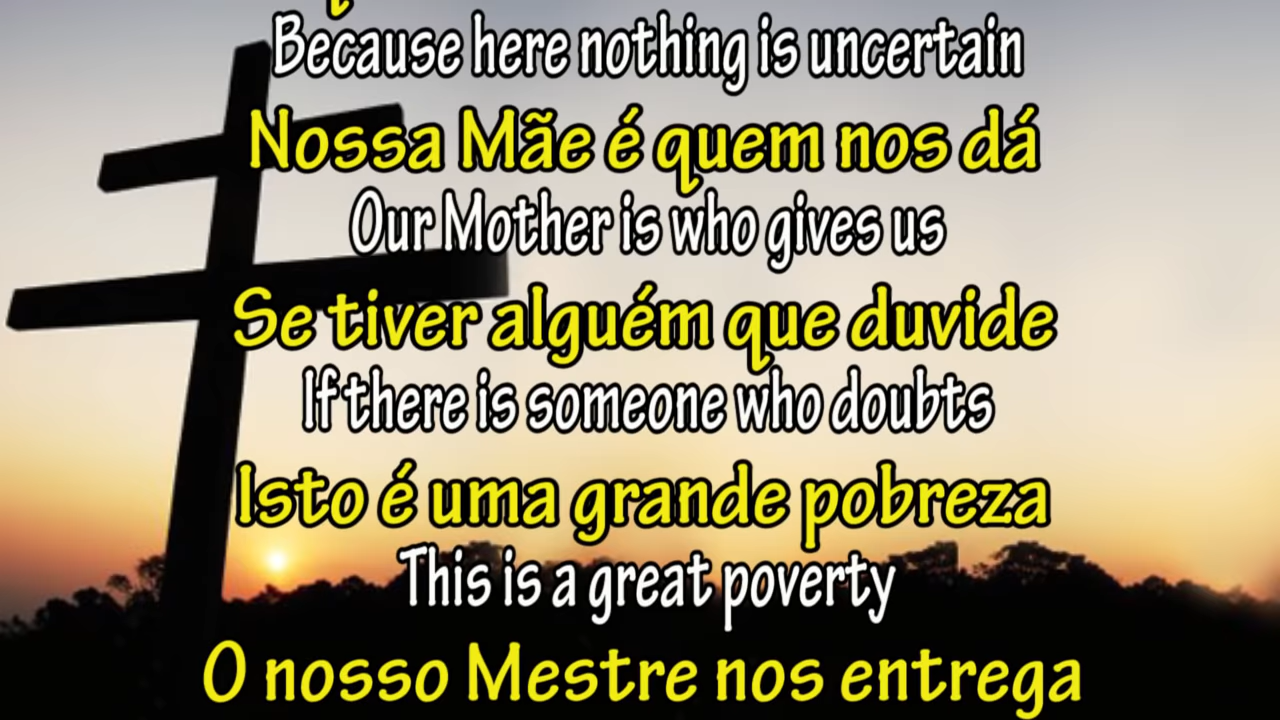 Because here nothing is uncertain
Nossa Mãe é quem nos dá
Our Mother is who gives us
Se tiver alguém que duvide
If there is someone who doubts
Isto é uma grande pobreza
This is a great poverty
O nosso Mestre nos entrega